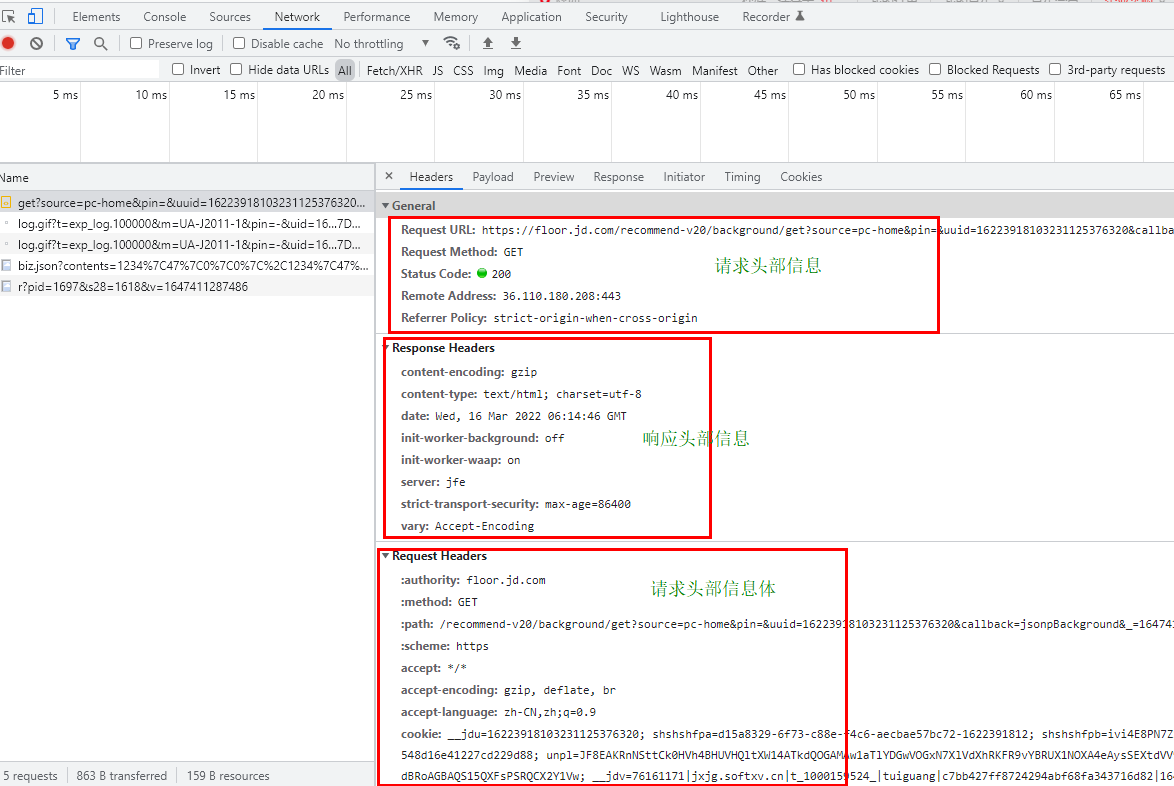 Elements Console Sources Network Performance Memory Application Security Lighthouse Recorder
Preserve log Disable cache No throttling
Filter Invert Hide data URLs All Fetch/XHR JS CSS Img Media Font Doc WS Wasm Manifest Other Has blocked cookies Blocked Requests 3rd-party requests
5 ms 10 ms 15 ms 20 ms 25 ms 30 ms 35 ms 40 ms 45 ms 50 ms 55 ms 60 ms 65 ms
Name
get?source=pc-home&pin=&uuid=16223918103231125376320...
log.gif?t=exp_log.100000&m=UA-J2011-1&pin=-&uid=16...7D...
log.gif?t=exp_log.100000&m=UA-J2011-1&pin=-&uid=16...7D...
biz.json?contents=1234%7C47%7C0%7C0%7C%2C1234%7C47%...
r?pid=1697&s28=1618&v=1647411287486
5 requests 863 B transferred 159 B resources
Headers Payload Preview Response Initiator Timing Cookies
General
Request URL: https://floor.jd.com/recommend-v20/background/get?source=pc-home&pin=&uuid=16223918103231125376320&callba
Request Method: GET
请求头部信息
Status Code: 200
Remote Address: 36.110.180.208:443
Referrer Policy: strict-origin-when-cross-origin
Response Headers
content-encoding: gzip
content-type: text/html; charset=utf-8
date: Wed, 16 Mar 2022 06:14:46 GMT
init-worker-background: off
响应头部信息
init-worker-waap: on
server: jfe
strict-transport-security: max-age=86400
vary: Accept-Encoding
Request Headers
:authority: floor.jd.com
请求头部信息体
:method: GET
:path: /recommend-v20/background/get?source=pc-home&pin=&uuid=16223918103231125376320&callback=jsonpBackground&_=16474
:scheme: https
accept: */*
accept-encoding: gzip, deflate, br
accept-language: zh-CN,zh;q=0.9
cookie: __jdu=16223918103231125376320; shshshfpa=d15a8329-6f73-c88e-f4c6-aecbae57bc72-1622391812; shshshfpb=ivi4E8PN7Z
548d16e41227cd229d88; unpl=JF8EAKRnNSttCk0HVh4BHUVHQltXW14ATkdQOGAMAw1aTlYDGwVOGxN7XlVdXhRKFR9vYBRUX1NOXA4eAysSEXtdVV
dBRoAGBAQS15QXFsPSRQCX2Y1Vw; __jdv=76161171|jxjg.softxv.cn|t_1000159524_|tuiguang|c7bb427ff8724294abf68fa343716d82|16